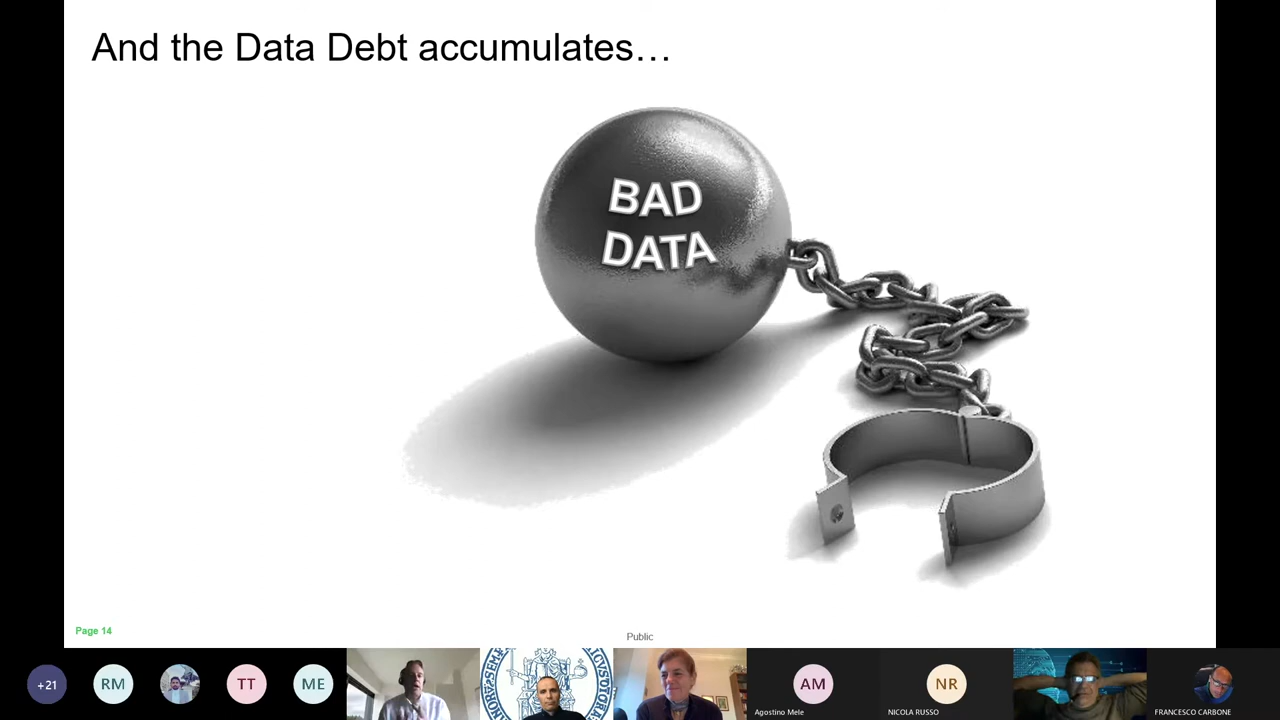 And the Data Debt accumulates…
BAD
DATA
Page 14
Public
+21
RM
TT
ME
AM
Agostino Mele
NR
NICOLA RUSSO
FRANCESCO CARBONE